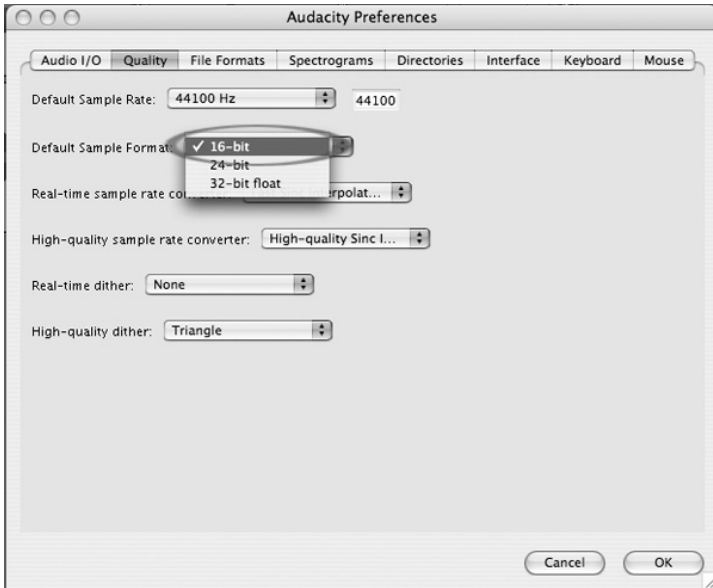 Audacity Preferences
Audio I/O Quality File Formats Spectrograms Directories Interface Keyboard Mouse
Default Sample Rate: 44100 Hz 44100
Default Sample Format: 16-bit
24-bit
32-bit float
Real-time sample rate
High-quality sample rate converter: High-quality Sinc I...
Real-time dither: None
High-quality dither: Triangle
Cancel OK